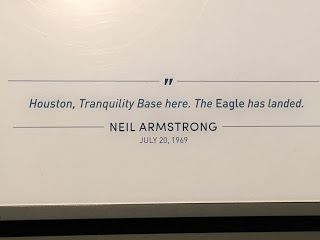 "
Houston, Tranquility Base here. The Eagle has landed.
NEIL ARMSTRONG
JULY 20, 1969